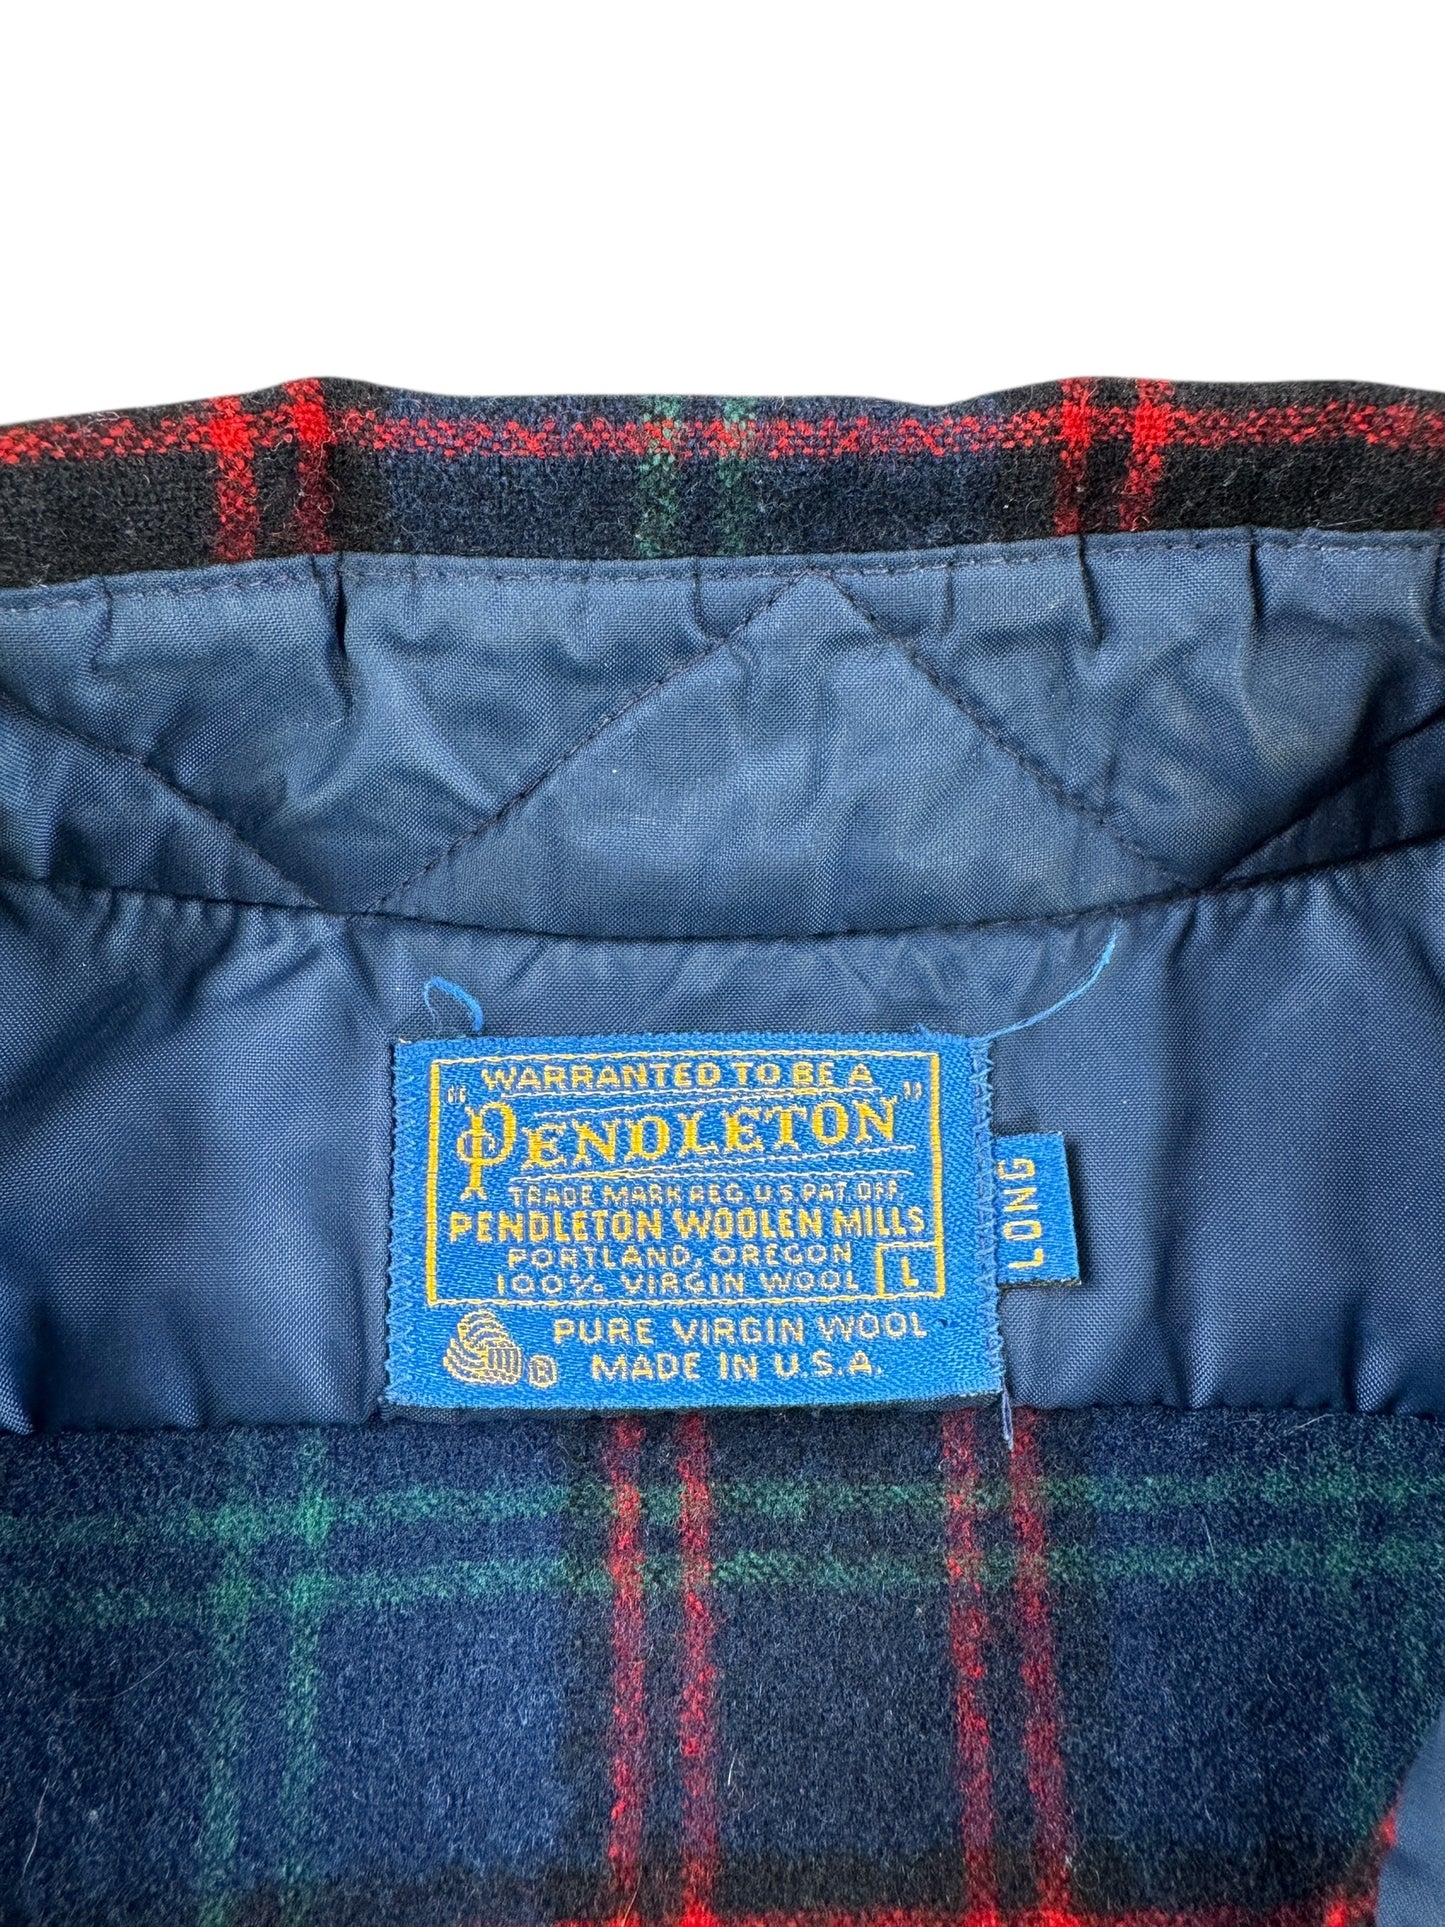 "WARRANTED TO BE A
PENDLETON"
TRADE MARK REG. U.S. PAT. OFF.
PENDLETON WOOLEN MILLS
PORTLAND, OREGON
100% VIRGIN WOOL L
PURE VIRGIN WOOL
® MADE IN U.S.A.
LONG